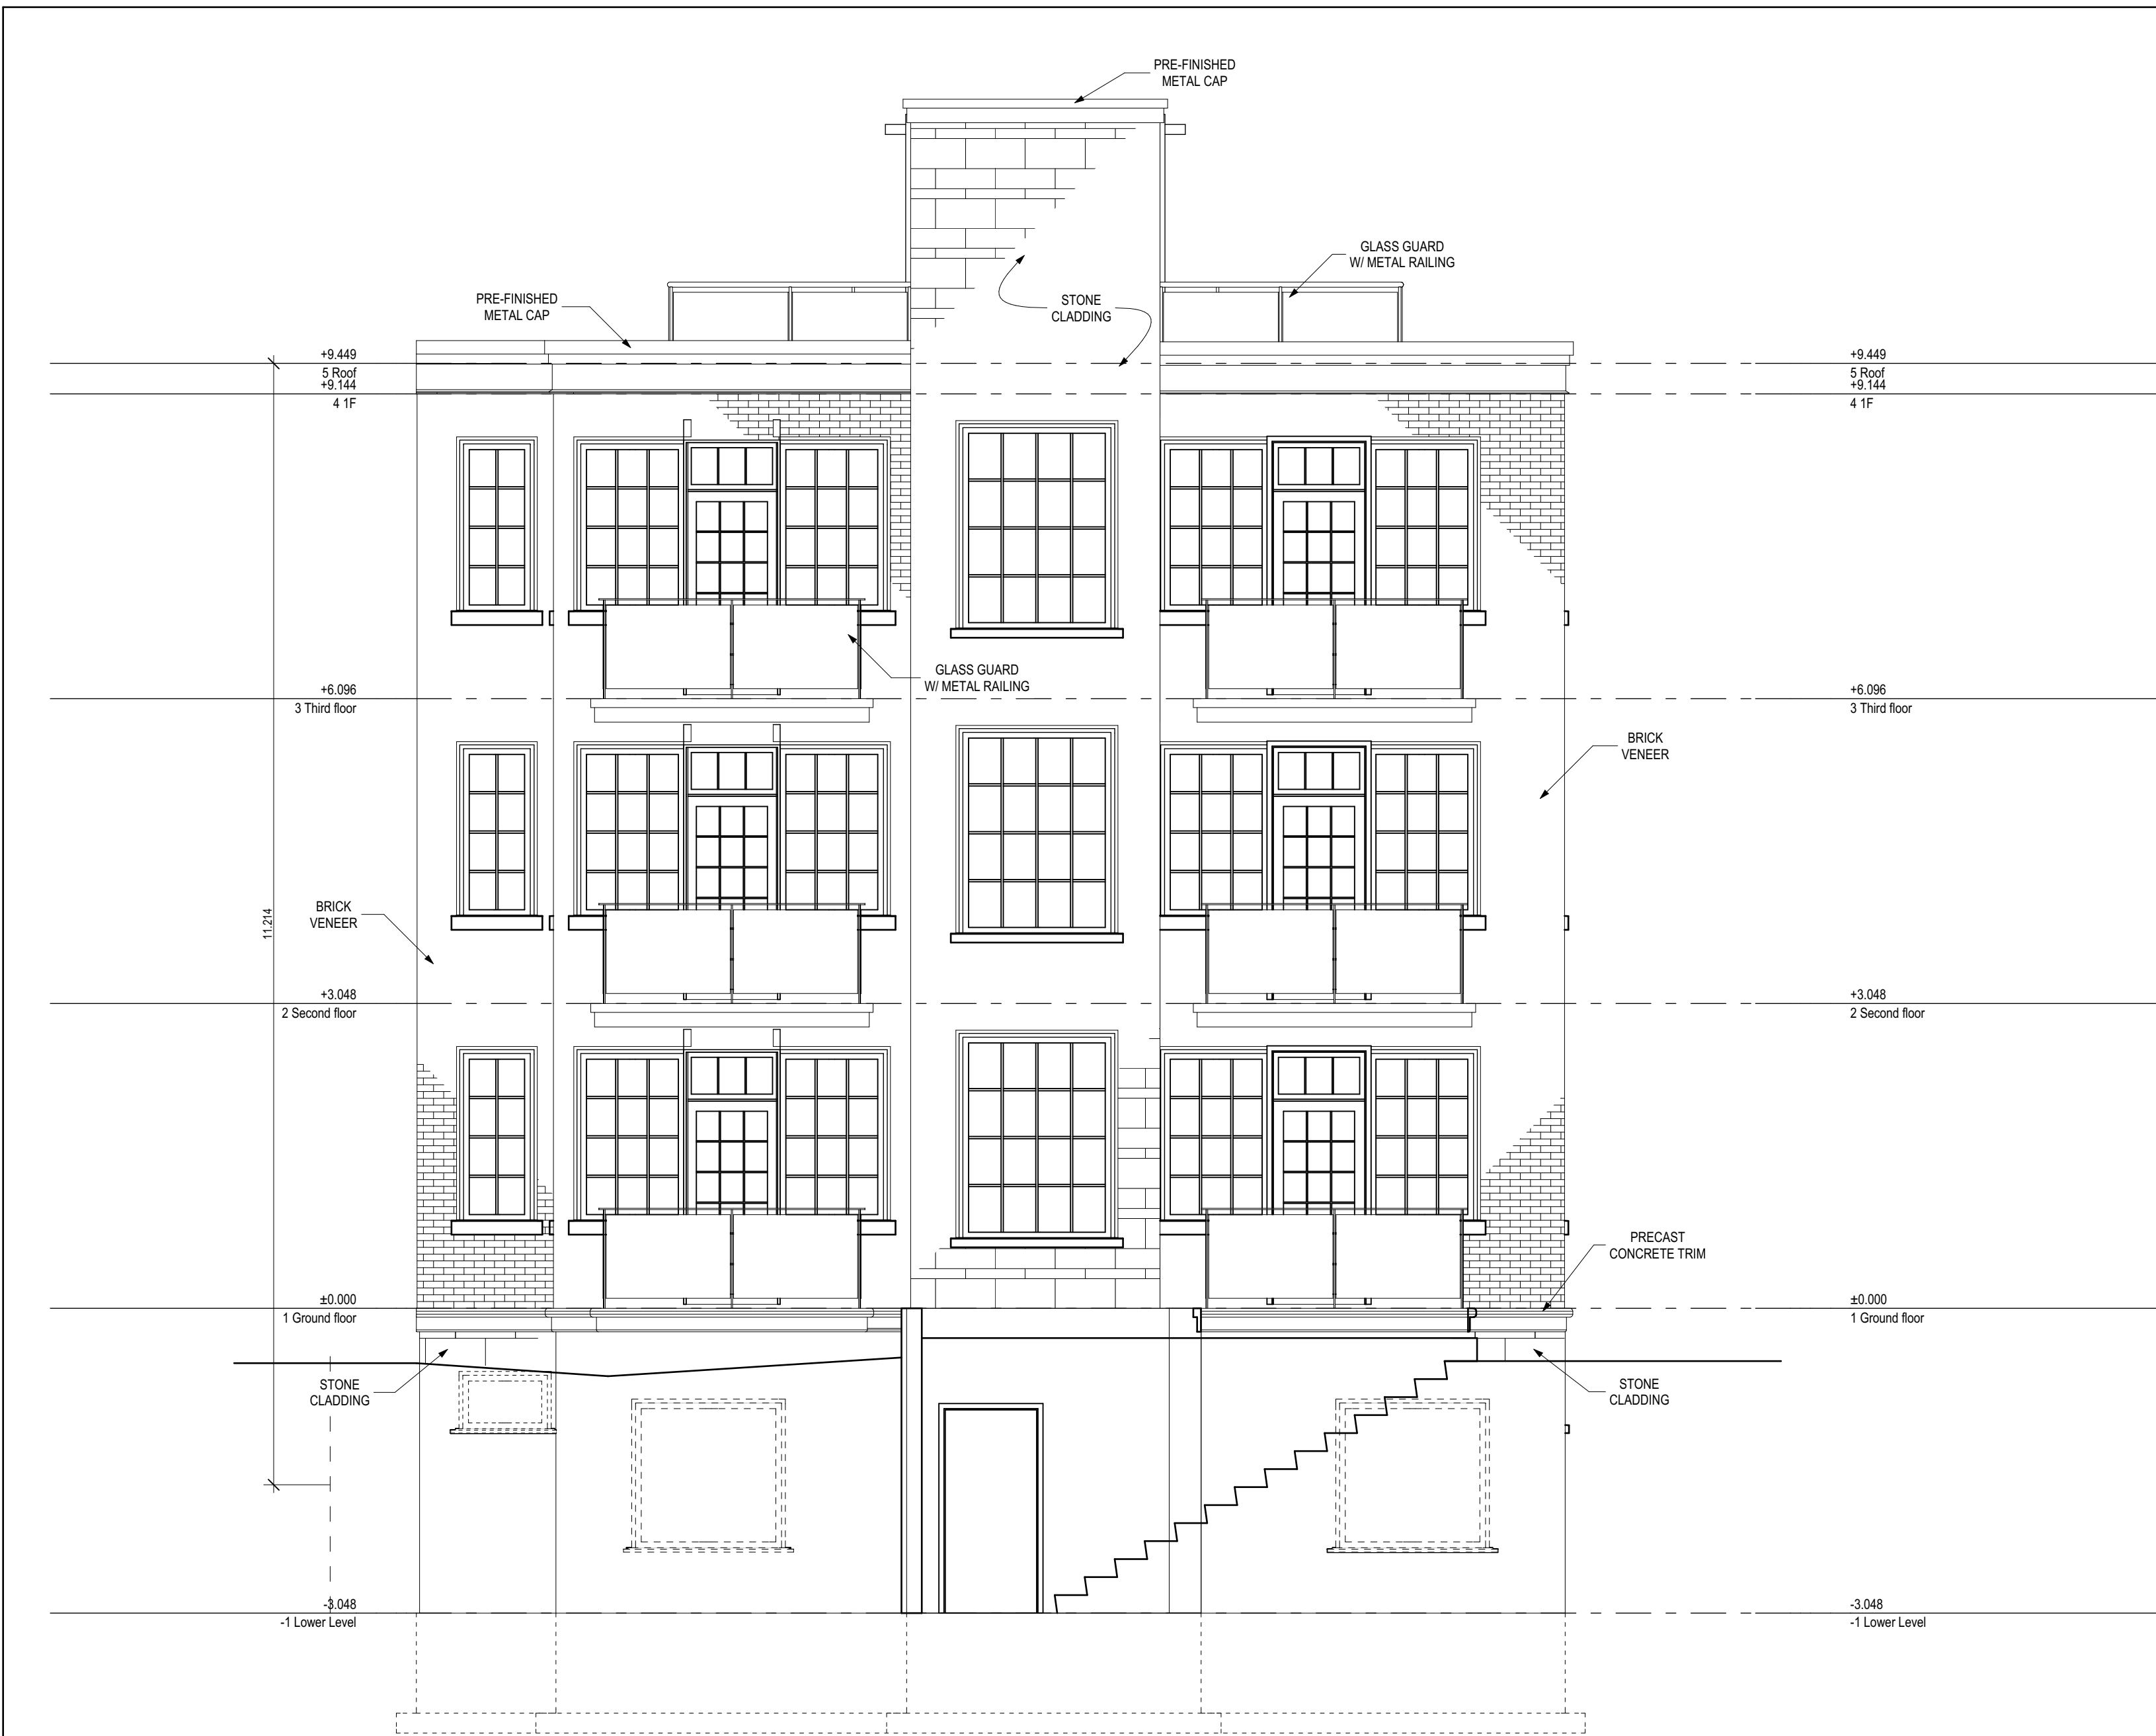 PRE-FINISHED
METAL CAP
GLASS GUARD
W/ METAL RAILING
PRE-FINISHED
METAL CAP
STONE
CLADDING
+9.449
5 Roof
+9.144
4 1F
+9.449
5 Roof
+9.144
4 1F
GLASS GUARD
W/ METAL RAILING
+6.096
3 Third floor
+6.096
3 Third floor
BRICK
VENEER
BRICK
VENEER
11.214
+3.048
2 Second floor
+3.048
2 Second floor
PRECAST
CONCRETE TRIM
±0.000
1 Ground floor
±0.000
1 Ground floor
STONE
CLADDING
STONE
CLADDING
-3.048
-1 Lower Level
-3.048
-1 Lower Level